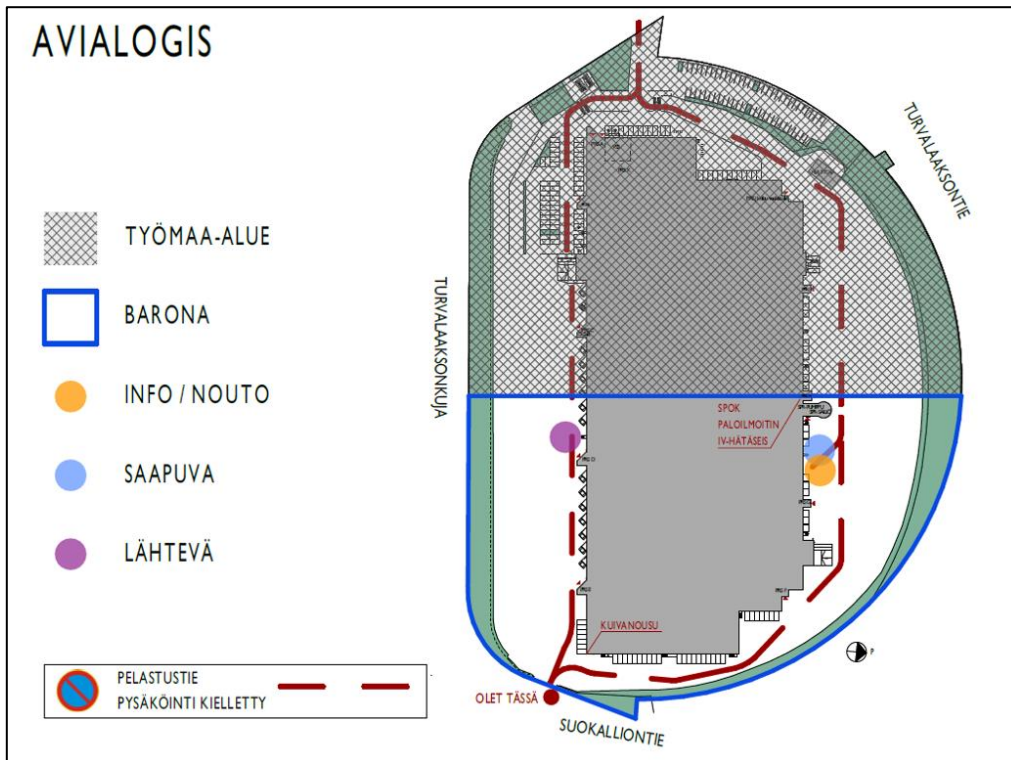 AVIALOGIS
TYÖMAA-ALUE
BARONA
INFO / NOUTO
SAAPUVA
LÄHTEVÄ
PELASTUSTIE
PYSÄKÖINTI KIELLETTY
TURVALAAKSONTIE
TURVALAAKSONKUJA
SPOK
PALOILMOITIN
IV-HÄTÄSEIS
KUIVANOUSU
P
OLET TÄSSÄ
SUOKALLIONTIE